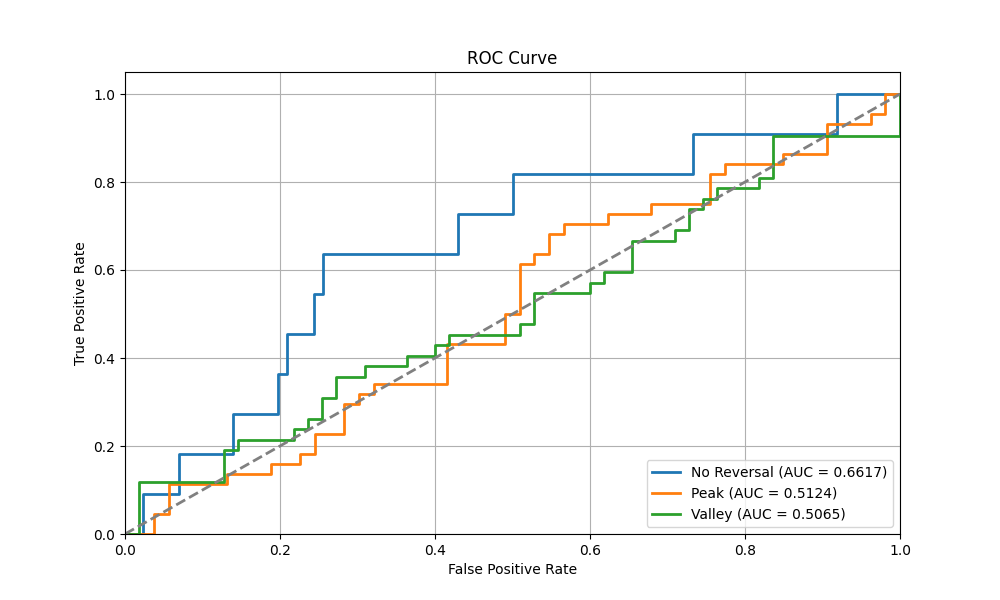 ROC Curve
True Positive Rate
1.0
0.8
0.6
0.4
0.2
0.0
0.0 0.2 0.4 0.6 0.8 1.0
False Positive Rate
No Reversal (AUC = 0.6617)
Peak (AUC = 0.5124)
Valley (AUC = 0.5065)